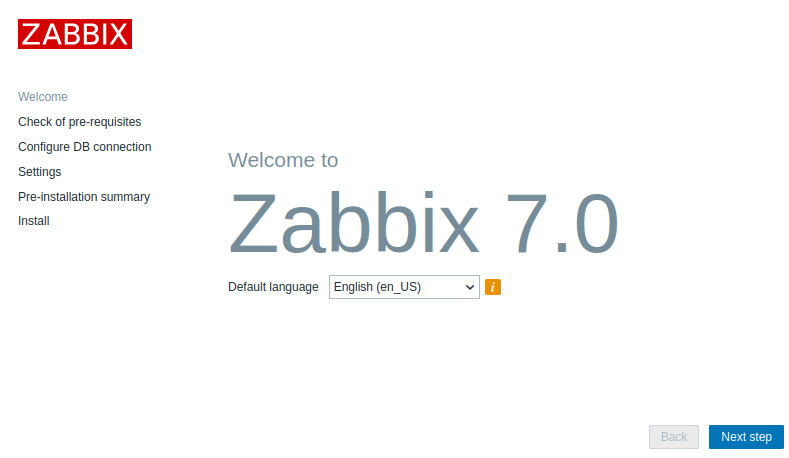 ZABBIX
Welcome
Check of pre-requisites
Configure DB connection
Settings
Pre-installation summary
Install
Welcome to
Zabbix 7.0
Default language English (en_US) i
Back Next step